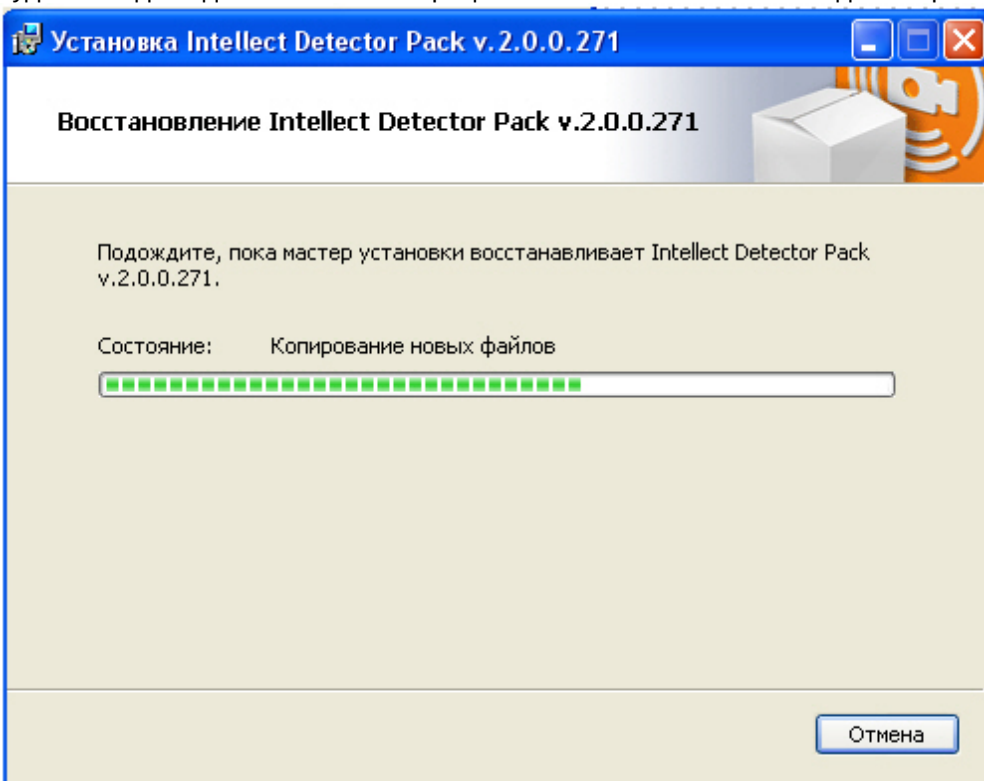 Установка Intellect Detector Pack v.2.0.0.271
Восстановление Intellect Detector Pack v.2.0.0.271
Подождите, пока мастер установки восстанавливает Intellect Detector Pack
v.2.0.0.271.
Состояние: Копирование новых файлов
Отмена